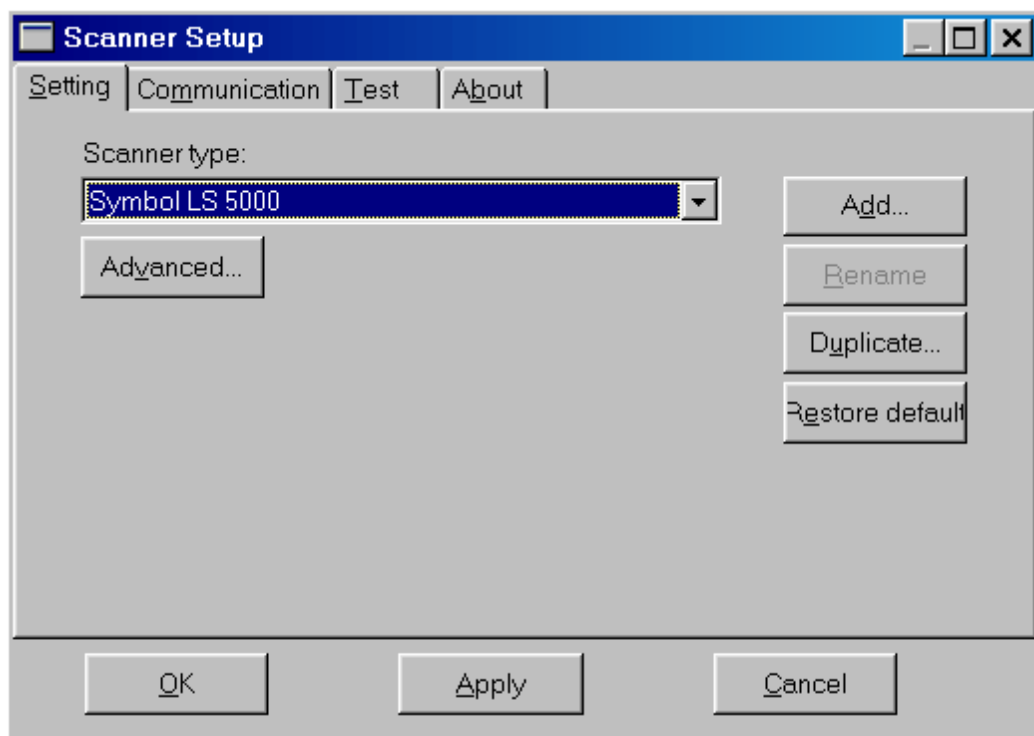 Scanner Setup
Setting Communication Test About
Scanner type:
Symbol LS 5000
Add...
Advanced...
Rename
Duplicate...
Restore default
OK Apply Cancel